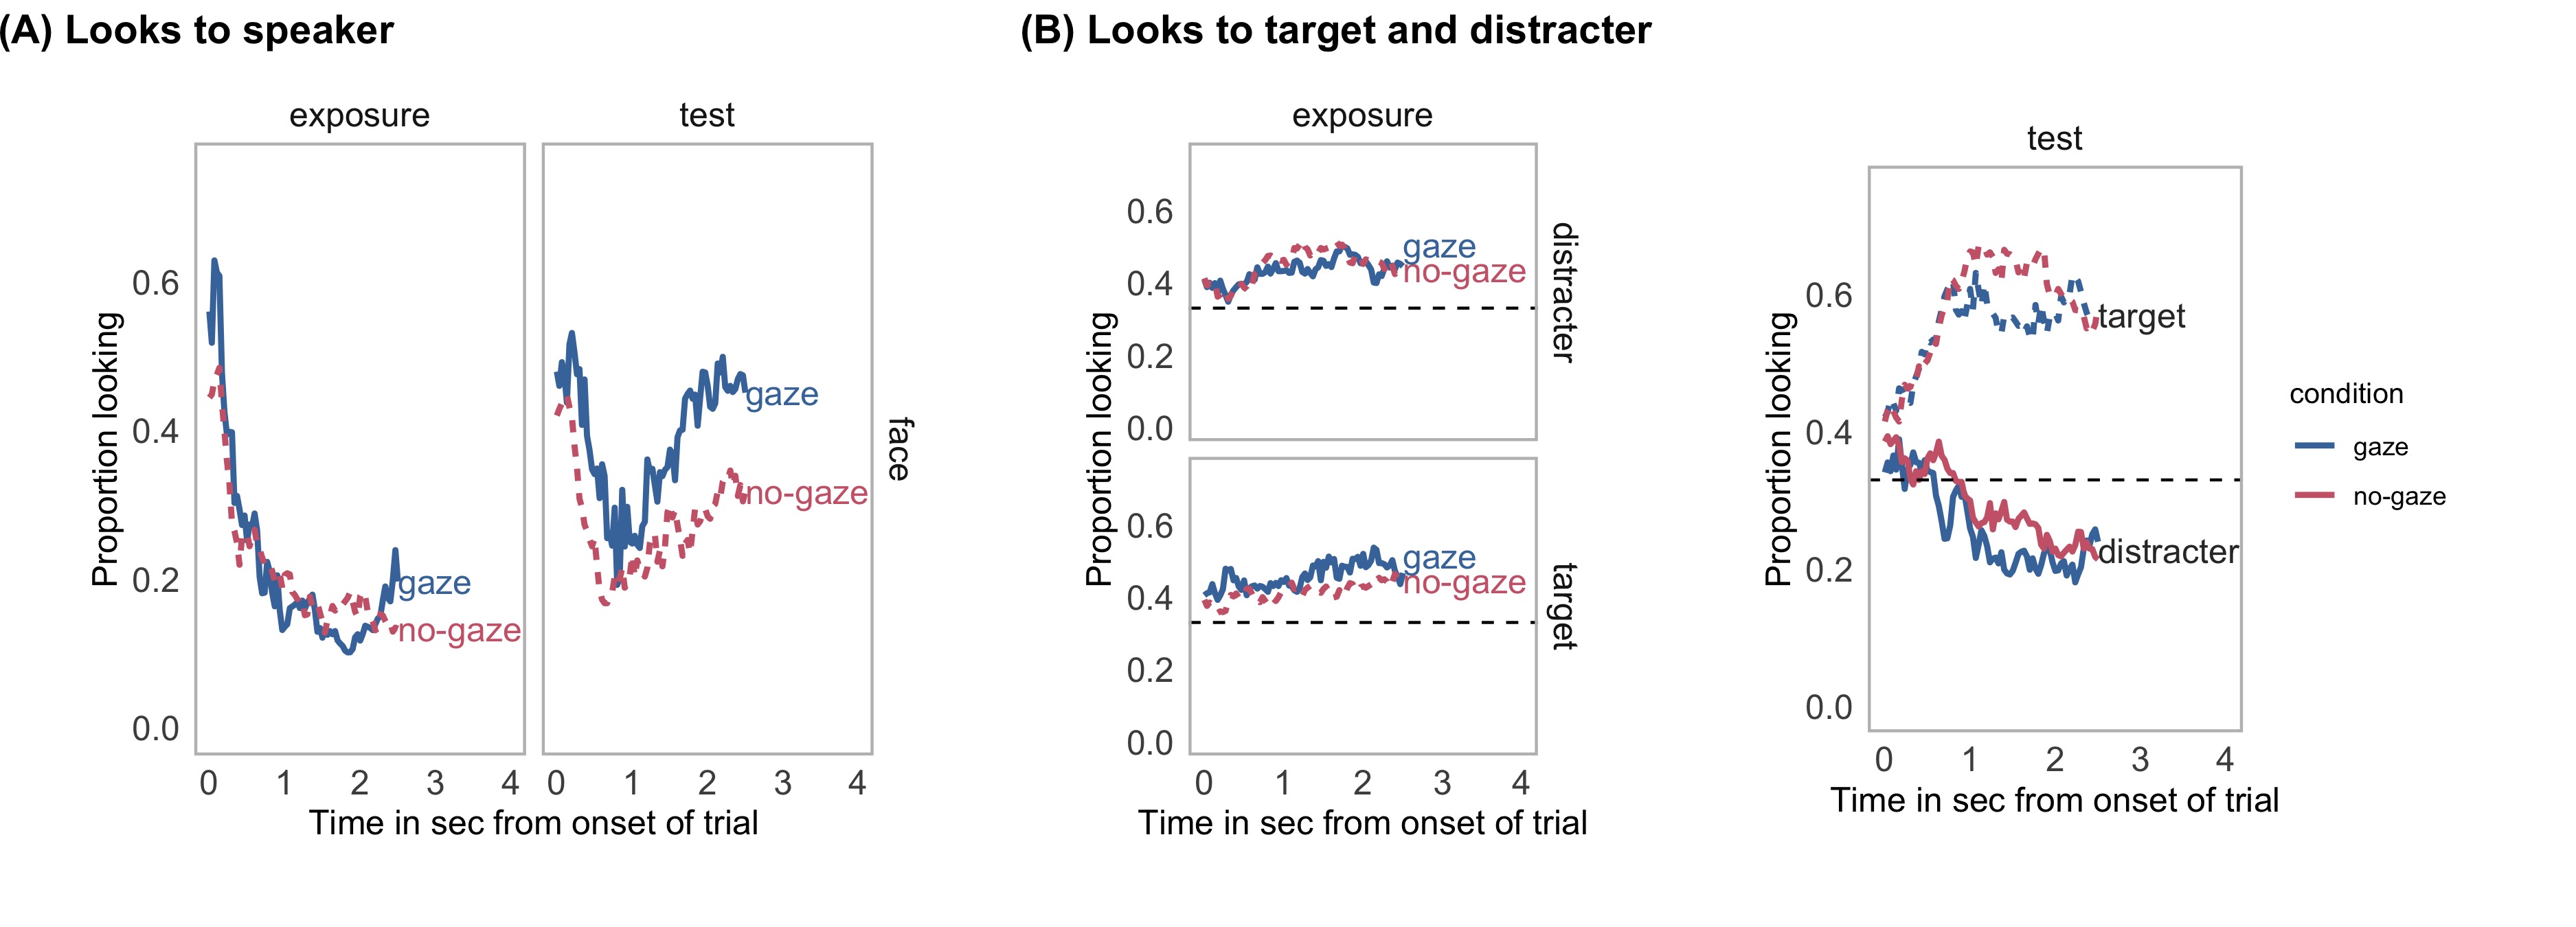 (A) Looks to speaker
exposure
test
Proportion looking
0.6
0.4
0.2
0.0
gaze
no-gaze
gaze
no-gaze
face
0 1 2 3 4
0 1 2 3 4
Time in sec from onset of trial
(B) Looks to target and distracter
exposure
Proportion looking
0.6
0.4
0.2
0.0
gaze
no-gaze
distracter
0.6
0.4
0.2
0.0
gaze
no-gaze
target
0 1 2 3 4
Time in sec from onset of trial
test
Proportion looking
0.6
0.4
0.2
0.0
target
distracter
0 1 2 3 4
Time in sec from onset of trial
condition
gaze
no-gaze